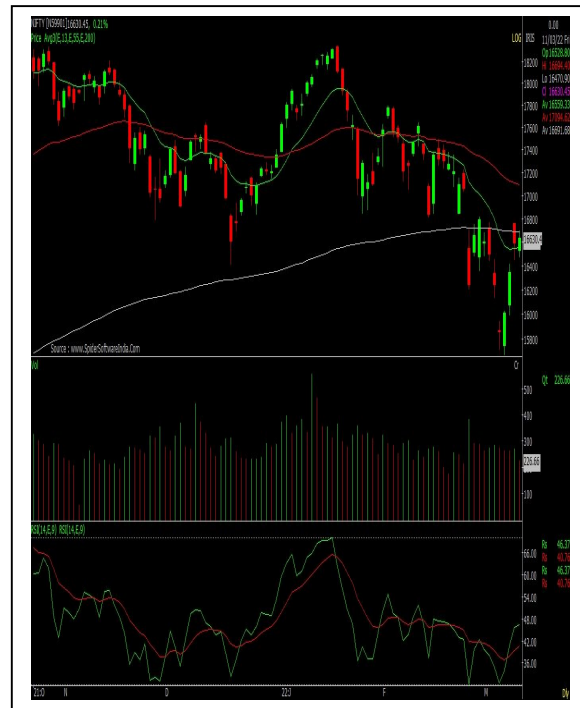 NIFTY [N59901]16630.45, 0.21%
Price Avg3(E,13,E,55,E,200)
LOG
IRIS
0.00
11/03/22 Fri
Op16528.80
Hi 16694.40
Lo 16470.90
Cl 16630.45
Av 16559.33
Av 17094.62
Av 16691.68
18200
18000
17800
17600
17400
17200
17000
16800
16630.4
16400
16200
16000
15800
Source : www.SpiderSoftwareIndia.Com
Vol
Cr
Qt 226.66
500
400
300
226.66
100
RSI(14,E,9) RSI(14,E,9)
66.00
60.00
54.00
48.00
42.00
36.00
Rs 46.37
Rs 40.76
Rs 46.37
Rs 40.76
21:O N D 22:J F M Dly